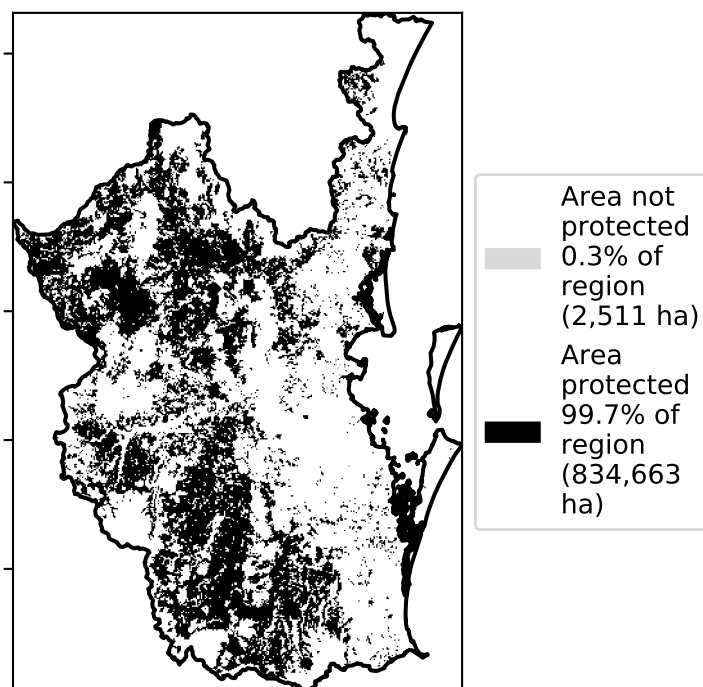 Area not
protected
0.3% of
region
(2,511 ha)
Area
protected
99.7% of
region
(834,663
ha)